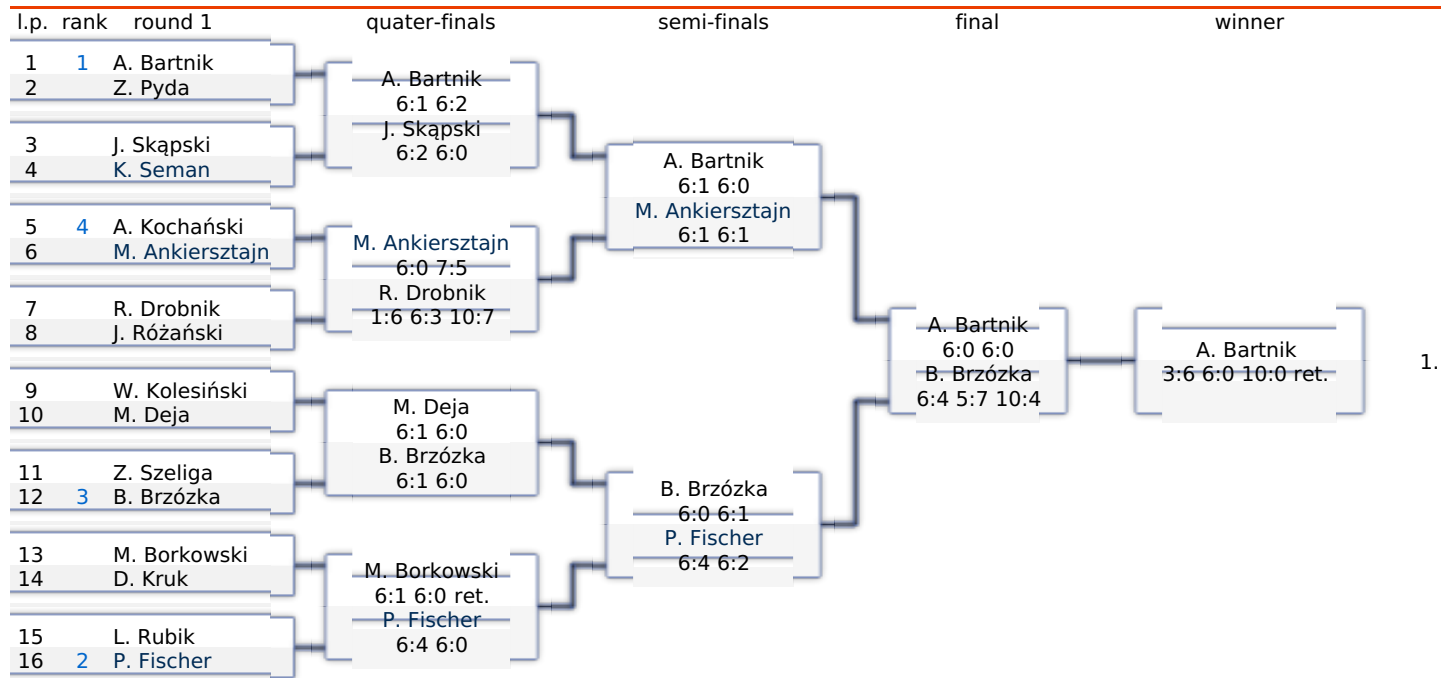 l.p. rank round 1 quater-finals semi-finals final winner
1 1 A. Bartnik
2 Z. Pyda
3 J. Skąpski
4 K. Seman
5 4 A. Kochański
6 M. Ankiersztajn
7 R. Drobnik
8 J. Różański
9 W. Kolesiński
10 M. Deja
11 Z. Szeliga
12 3 B. Brzózka
13 M. Borkowski
14 D. Kruk
15 L. Rubik
16 2 P. Fischer
A. Bartnik
6:1 6:2
J. Skąpski
6:2 6:0
M. Ankiersztajn
6:0 7:5
R. Drobnik
1:6 6:3 10:7
M. Deja
6:1 6:0
B. Brzózka
6:1 6:0
M. Borkowski
6:1 6:0 ret.
P. Fischer
6:4 6:0
A. Bartnik
6:1 6:0
M. Ankiersztajn
6:1 6:1
B. Brzózka
6:0 6:1
P. Fischer
6:4 6:2
A. Bartnik
6:0 6:0
B. Brzózka
6:4 5:7 10:4
A. Bartnik
3:6 6:0 10:0 ret.
1.